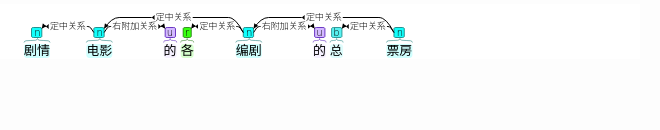 定中关系 定中关系
定中关系 右附加关系 定中关系 右附加关系 定中关系
n n u r n u b n
剧情 电影 的 各 编剧 的 总 票房